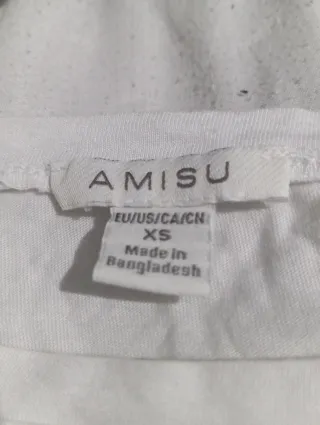 AMISU
EU/US/CA/CN
XS
Made in
Bangladesh